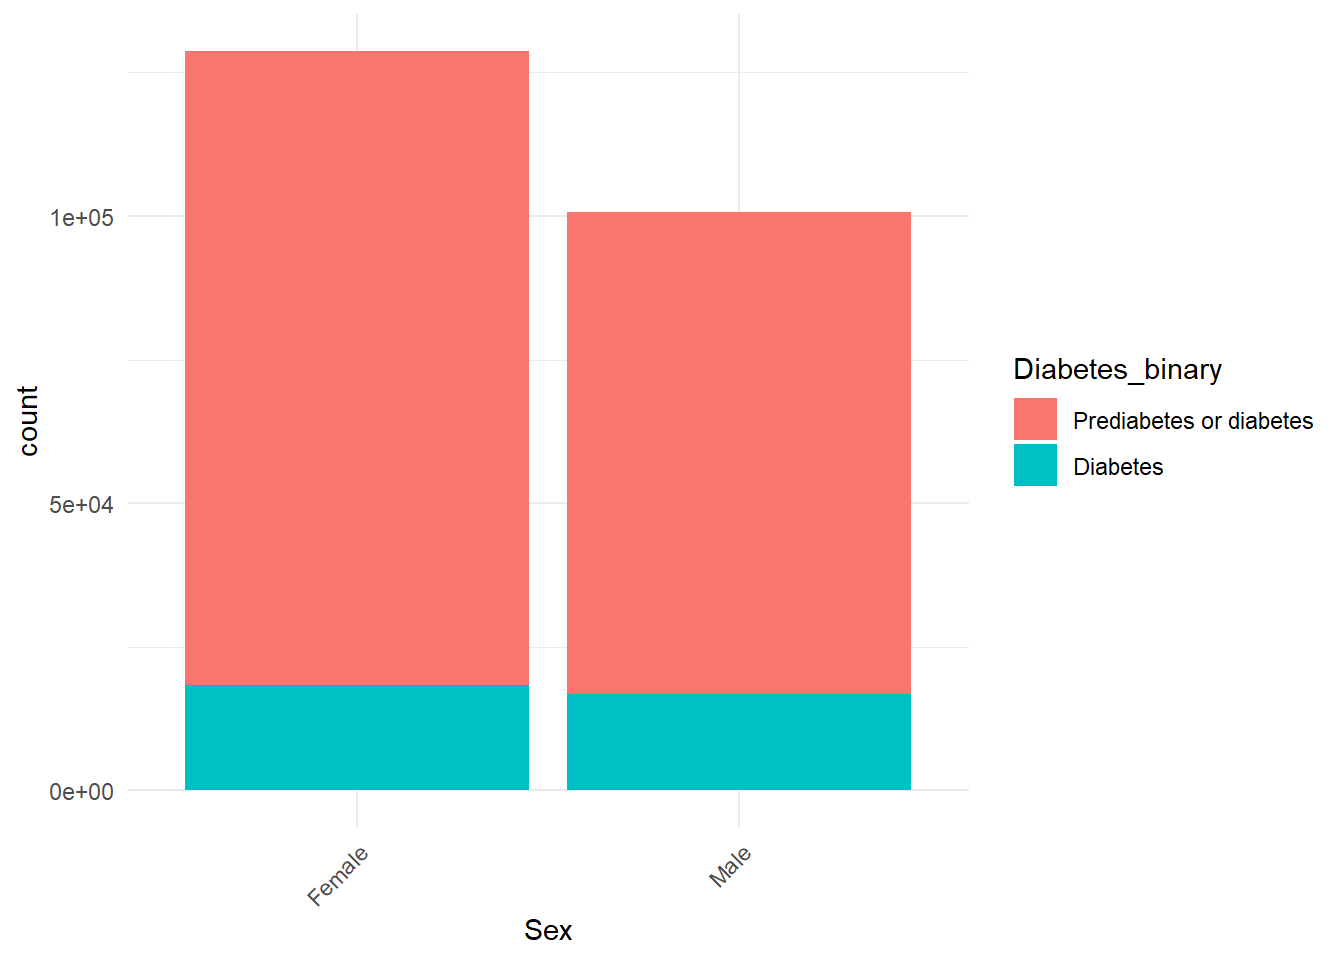 1e+05
5e+04
0e+00
count
Female
Male
Sex
Diabetes_binary
Prediabetes or diabetes
Diabetes